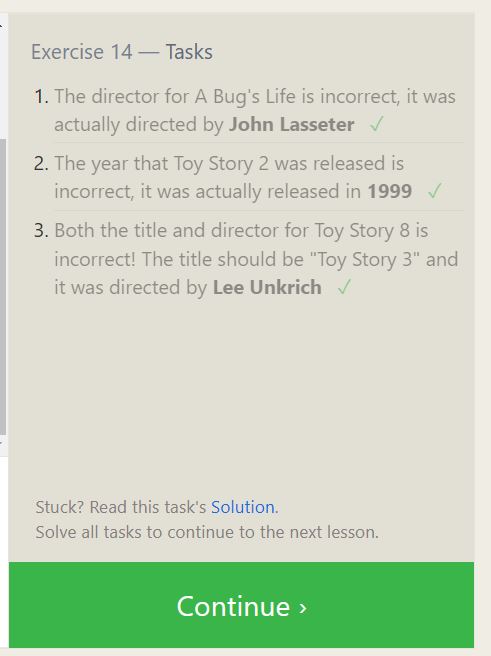 Exercise 14 — Tasks
1. The director for A Bug's Life is incorrect, it was
actually directed by John Lasseter ✓
2. The year that Toy Story 2 was released is
incorrect, it was actually released in 1999 ✓
3. Both the title and director for Toy Story 8 is
incorrect! The title should be "Toy Story 3" and
it was directed by Lee Unkrich ✓
Stuck? Read this task's Solution.
Solve all tasks to continue to the next lesson.
Continue ›